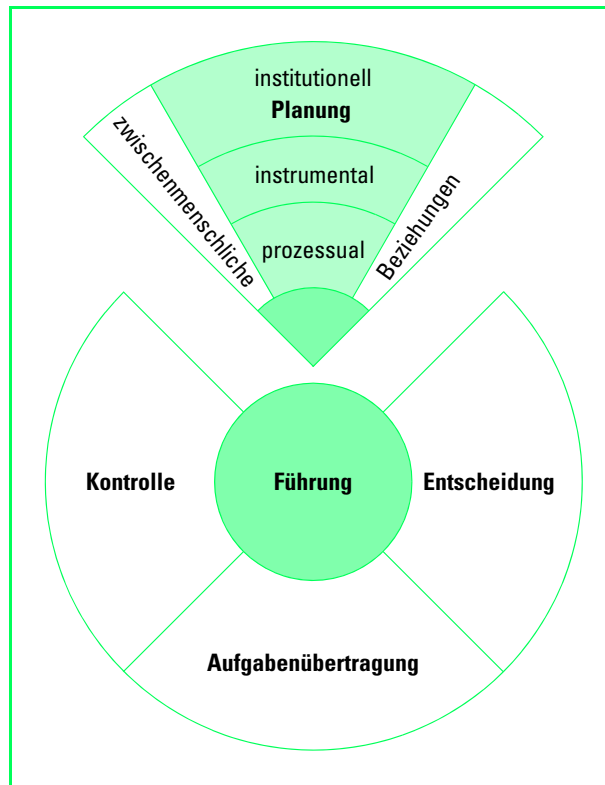 institutionell
Planung
zwischenmenschliche
instrumental
Beziehungen
prozessual
Kontrolle
Führung
Entscheidung
Aufgabenübertragung